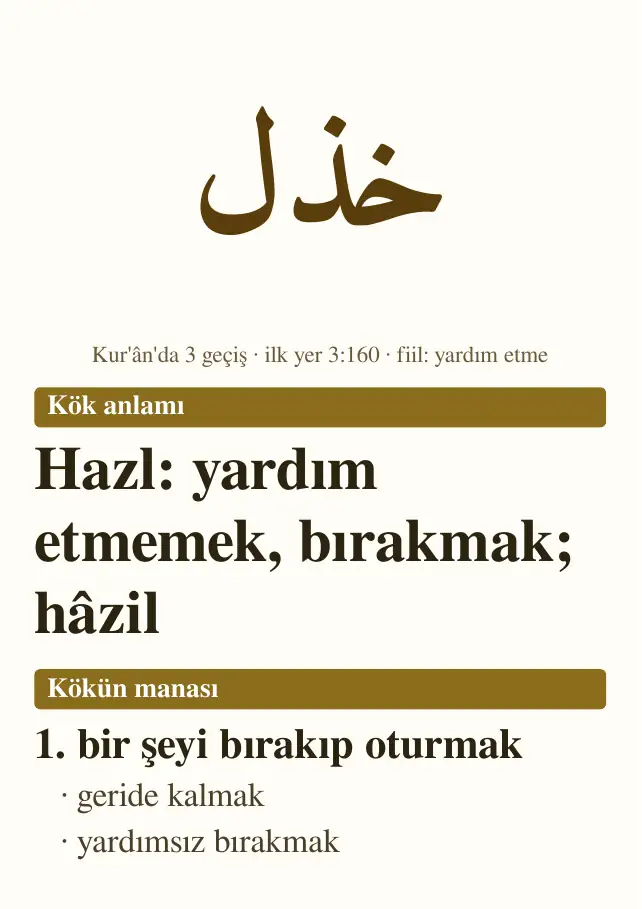 خذل
Kur'ân'da 3 geçiş · ilk yer 3:160 · fiil: yardım etme
Kök anlamı
Hazl: yardım
etmemek, bırakmak;
hâzil
Kökün manası
1. bir şeyi bırakıp oturmak
· geride kalmak
· yardımsız bırakmak